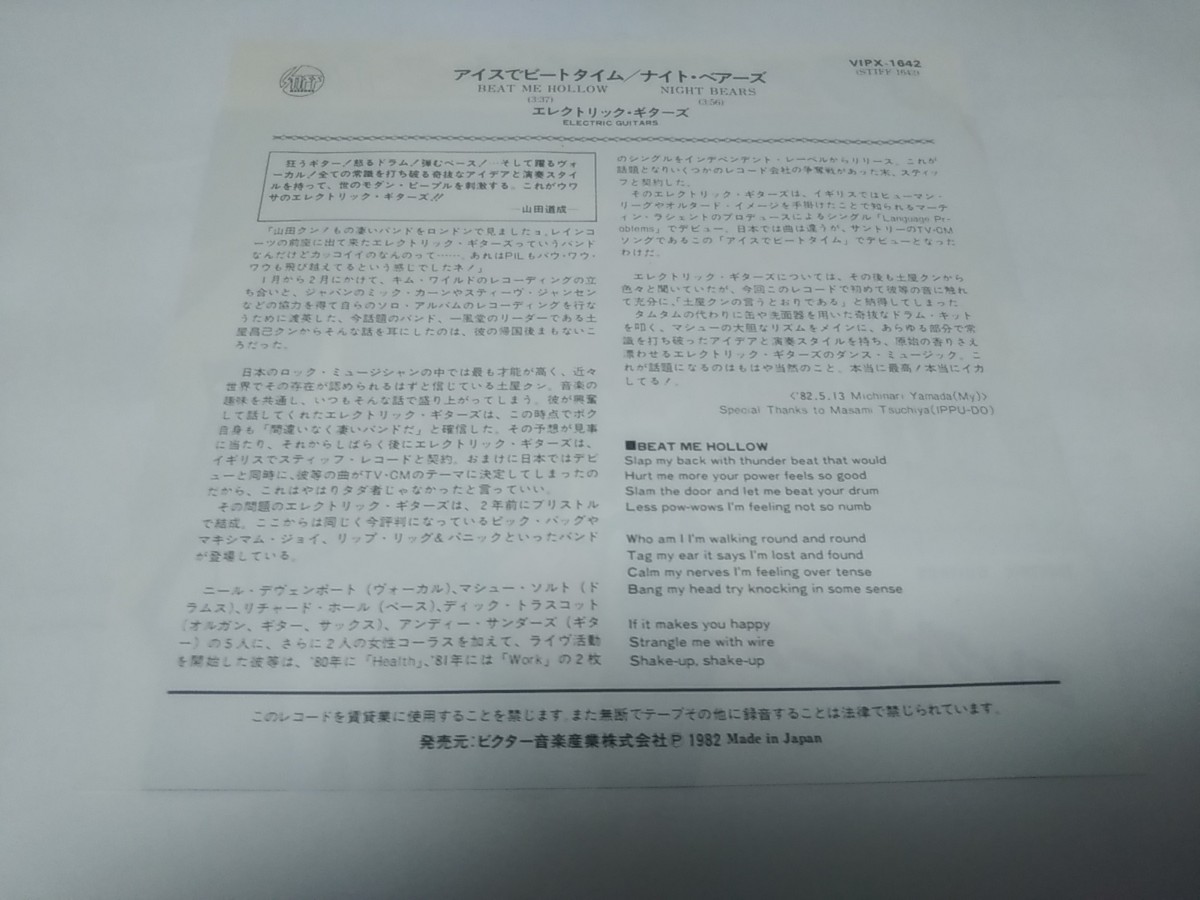 STIFF
アイスでビートタイム／ナイト・ベアーズ
BEAT ME HOLLOW NIGHT BEARS
(3:37) (3:56)
エレクトリック・ギターズ
ELECTRIC GUITARS
VIPX-1642
狂うギター！怒るドラム！弾むベース！…そして躍るヴォ
ーカル！全ての常識を打ち破る奇抜なアイデアと演奏スタイ
ルを持って、世のモダン・ピープルを刺激する。これがウワ
サのエレクトリック・ギターズ!!
—山田道成—
「山田クン！もの凄いバンドをロンドンで見ましたョ。レインコ
ーツの前座に出て来たエレクトリック・ギターズっていうバンド
なんだけどカッコイイのなんのって……。あれはPILもバウ・ワウ・
ワウも飛び越えてるという感じでしたネ！」
1月から2月にかけて、キム・ワイルドのレコーディングの立
ち合いと、ジャパンのミック・カーンやスティーヴ・ジャンセン
などの協力を得て自らのソロ・アルバムのレコーディングを行な
うために渡英した、今話題のバンド、一風堂のリーダーである土
屋昌巳クンからそんな話を耳にしたのは、彼の帰国後まもないこ
ろだった。
日本のロック・ミュージシャンの中では最も才能が高く、近々
世界でその存在が認められるはずと信じている土屋クン。音楽の
趣味を共通し、いつもそんな話で盛り上がってしまう。彼が興奮
して話してくれたエレクトリック・ギターズは、この時点でボク
自身も「間違いなく凄いバンドだ」と確信した。その予想が見事
に当たり、それからしばらく後にエレクトリック・ギターズは、
イギリスでスティッフ・レコードと契約。おまけに日本ではデビ
ューと同時に、彼等の曲がTV・CMのテーマに決定してしまったの
だから、これはやはりタダ者じゃなかったと言っていい。
その問題のエレクトリック・ギターズは、2年前にブリストル
で結成。ここからは同じく今評判になっているピック・バッグや
マキシマム・ジョイ、リップ・リッグ&パニックといったバンド
が登場している。
ニール・デヴェンポート（ヴォーカル）、マシュー・ソルト（ド
ラムス）、リチャード・ホール（ベース）、ディック・トラスコット
（オルガン、ギター、サックス）、アンディー・サンダーズ（ギタ
ー）の5人に、さらに2人の女性コーラスを加えて、ライヴ活動
を開始した彼等は、'80年に「Health」、'81年には「Work」の2枚
のシングルをインデペンデント・レーベルからリリース。これが
話題となりいくつかのレコード会社の争奪戦があった末、スティッ
フと契約した。
そのエレクトリック・ギターズは、イギリスではヒューマン・
リーグやオルタード・イメージを手掛けたことで知られるマーテ
ィン・ラシェントのプロデュースによるシングル「Language Pr-
oblems」でデビュー。日本では曲は違うが、サントリーのTV・CM
ソングであるこの「アイスでビートタイム」でデビューとなった
わけだ。
エレクトリック・ギターズについては、その後も土屋クンから
色々と聞いていたが、今回このレコードで初めて彼等の音に触れ
て充分に、「土屋クンの言うとおりである」と納得してしまった
タムタムの代わりに缶や洗面器を用いた奇抜なドラム・キット
を叩く、マシューの大胆なリズムをメインに、あらゆる部分で常
識を打ち破ったアイデアと演奏スタイルを持ち、原始の香りさえ
漂わせるエレクトリック・ギターズのダンス・ミュージック。こ
れが話題になるのはもはや当然のこと。本当に最高！本当にイカ
してる！
〈'82.5.13 Michinari Yamada(My)〉
Special Thanks to Masami Tsuchiya(IPPU-DO)
■BEAT ME HOLLOW
Slap my back with thunder beat that would
Hurt me more your power feels so good
Slam the door and let me beat your drum
Less pow-wows I'm feeling not so numb
Who am I I'm walking round and round
Tag my ear it says I'm lost and found
Calm my nerves I'm feeling over tense
Bang my head try knocking in some sense
If it makes you happy
Strangle me with wire
Shake-up, shake-up
このレコードを賃貸業に使用することを禁じます。また無断でテープその他に録音することは法律で禁じられています。
発売元：ビクター音楽産業株式会社Ⓟ 1982 Made in Japan